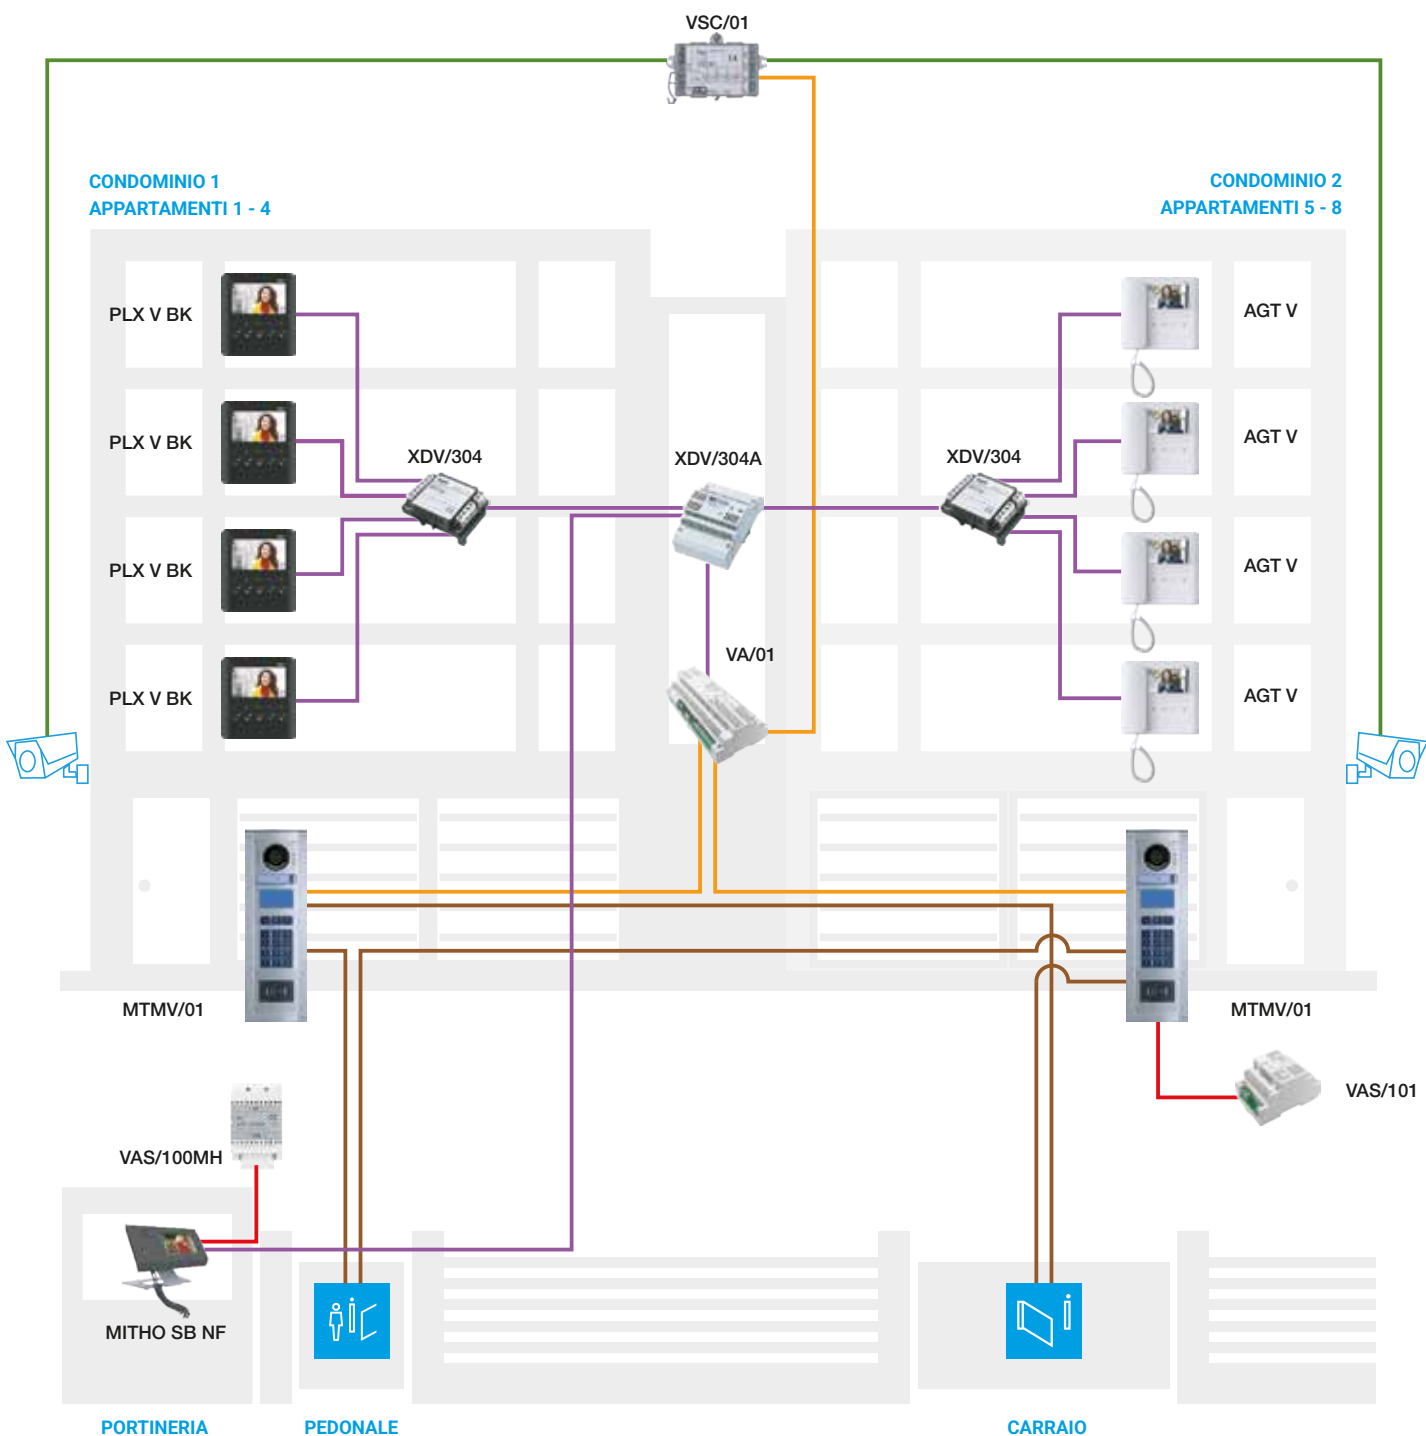 VSC/01
CONDOMINIO 1
APPARTAMENTI 1 - 4
CONDOMINIO 2
APPARTAMENTI 5 - 8
PLX V BK
AGT V
PLX V BK
XDV/304
XDV/304A
XDV/304
AGT V
PLX V BK
AGT V
VA/01
PLX V BK
AGT V
MTMV/01
MTMV/01
VAS/101
VAS/100MH
MITHO SB NF
PORTINERIA
PEDONALE
CARRAIO